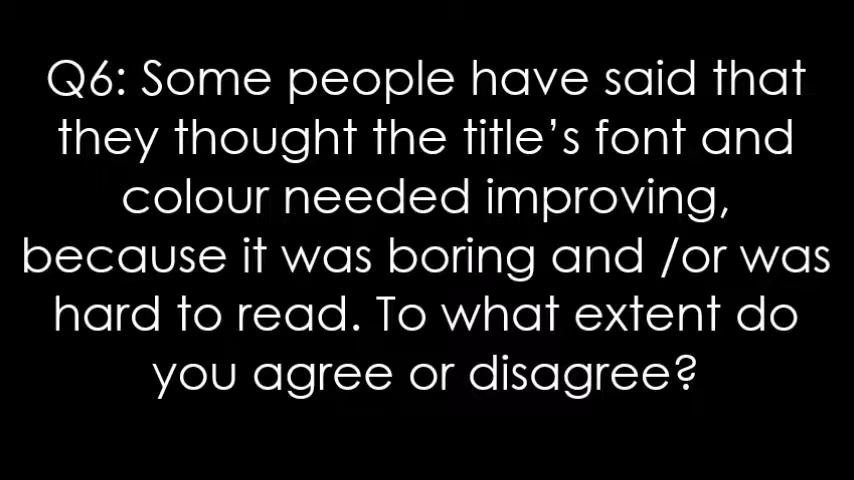 Q6: Some people have said that
they thought the title’s font and
colour needed improving,
because it was boring and /or was
hard to read. To what extent do
you agree or disagree?